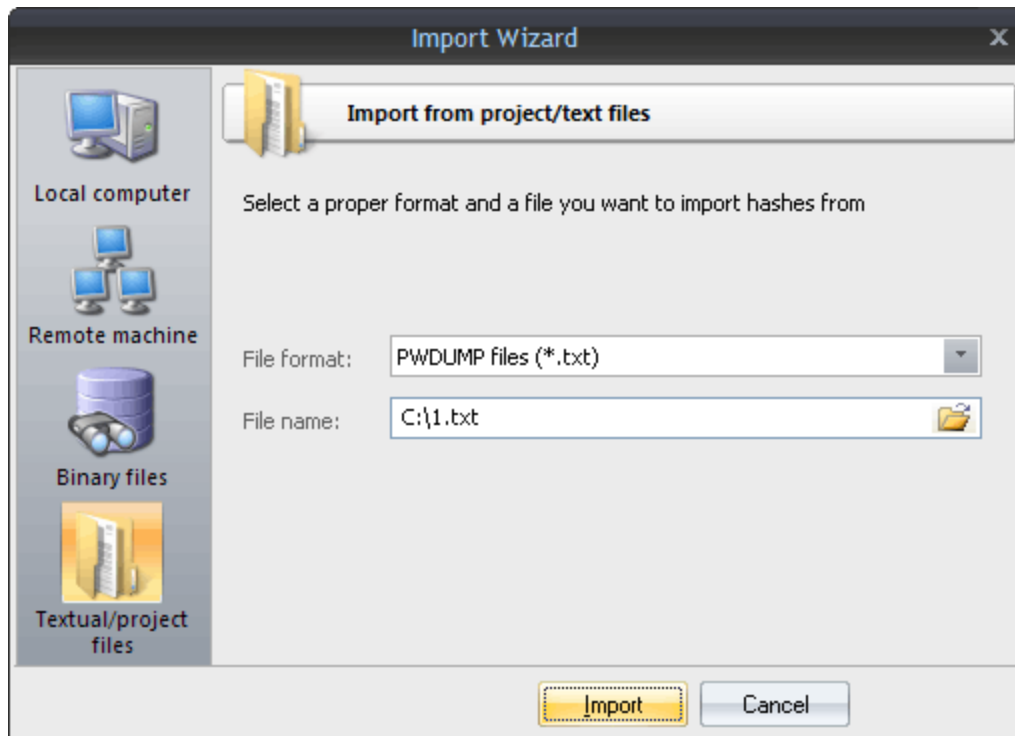 Import Wizard
Local computer
Remote machine
Binary files
Textual/project
files
Import from project/text files
Select a proper format and a file you want to import hashes from
File format:
PWDUMP files (*.txt)
File name:
C:\1.txt
Import
Cancel